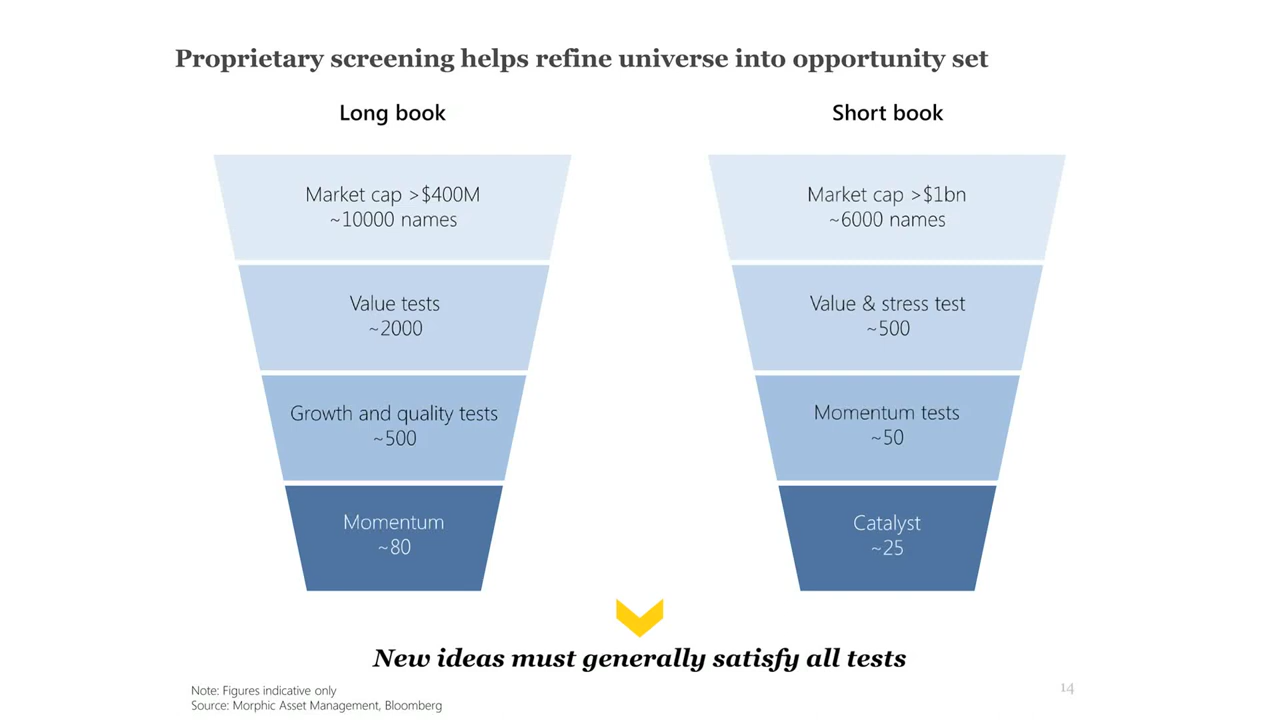 Proprietary screening helps refine universe into opportunity set
Long book
Market cap >$400M
~10000 names
Value tests
~2000
Growth and quality tests
~500
Momentum
~80
Short book
Market cap >$1bn
~6000 names
Value & stress test
~500
Momentum tests
~50
Catalyst
~25
New ideas must generally satisfy all tests
Note: Figures indicative only
Source: Morphic Asset Management, Bloomberg
14